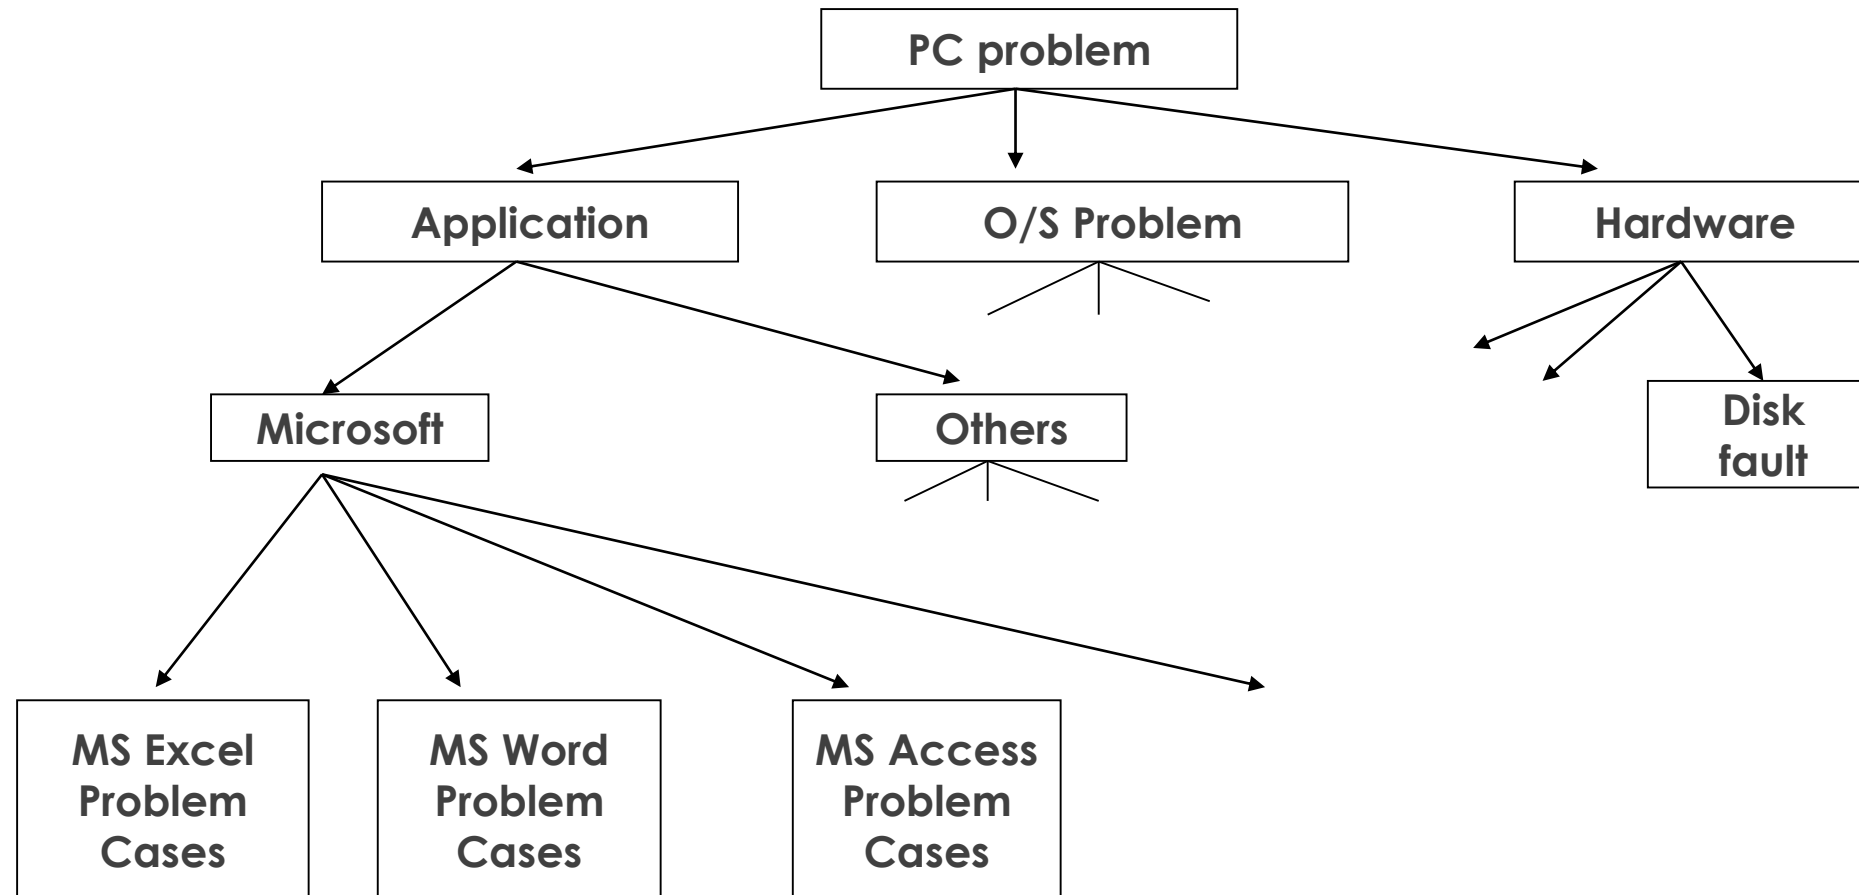 PC problem
Application
O/S Problem
Hardware
Microsoft
Others
Disk
fault
MS Excel
Problem
Cases
MS Word
Problem
Cases
MS Access
Problem
Cases